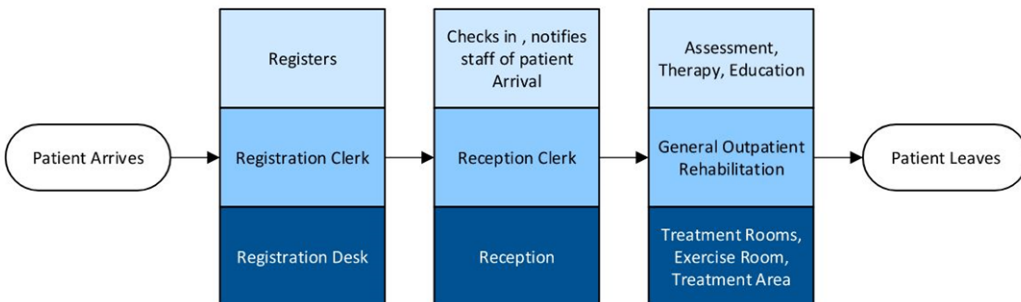 Patient Arrives
Registers
Registration Clerk
Registration Desk
Checks in , notifies
staff of patient
Arrival
Reception Clerk
Reception
Assessment,
Therapy, Education
General Outpatient
Rehabilitation
Treatment Rooms,
Exercise Room,
Treatment Area
Patient Leaves